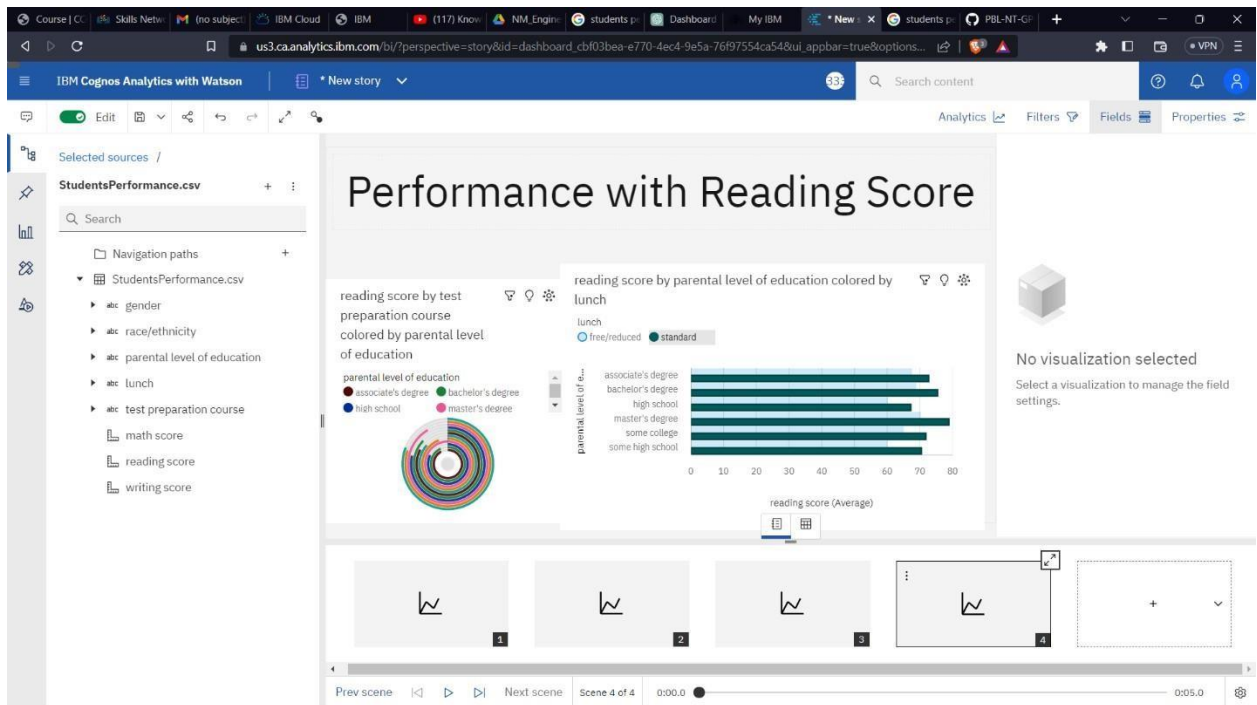 Course | CC
Skills Netwo
(no subject)
IBM Cloud
IBM
(117) Know
NM_Engine
students pe
Dashboard
My IBM
* New s
students pe
PBL-NT-GP
us3.ca.analytics.ibm.com/bi/?perspective=story&id=dashboard_cbf03bea-e770-4ec4-9e5a-76f97554ca54&ui_appbar=true&options...
VPN
IBM Cognos Analytics with Watson
* New story
Search content
Edit
Analytics
Filters
Fields
Properties
Selected sources /
StudentsPerformance.csv
Search
Navigation paths
StudentsPerformance.csv
abc gender
abc race/ethnicity
abc parental level of education
abc lunch
abc test preparation course
math score
reading score
writing score
Performance with Reading Score
reading score by test
preparation course
colored by parental level
of education
parental level of education
associate's degree bachelor's degree
high school master's degree
reading score by parental level of education colored by
lunch
lunch
free/reduced standard
parental level of e...
associate's degree
bachelor's degree
high school
master's degree
some college
some high school
0 10 20 30 40 50 60 70 80
reading score (Average)
No visualization selected
Select a visualization to manage the field
settings.
1
2
3
4
Prev scene
Next scene
Scene 4 of 4
0:00.0
0:05.0